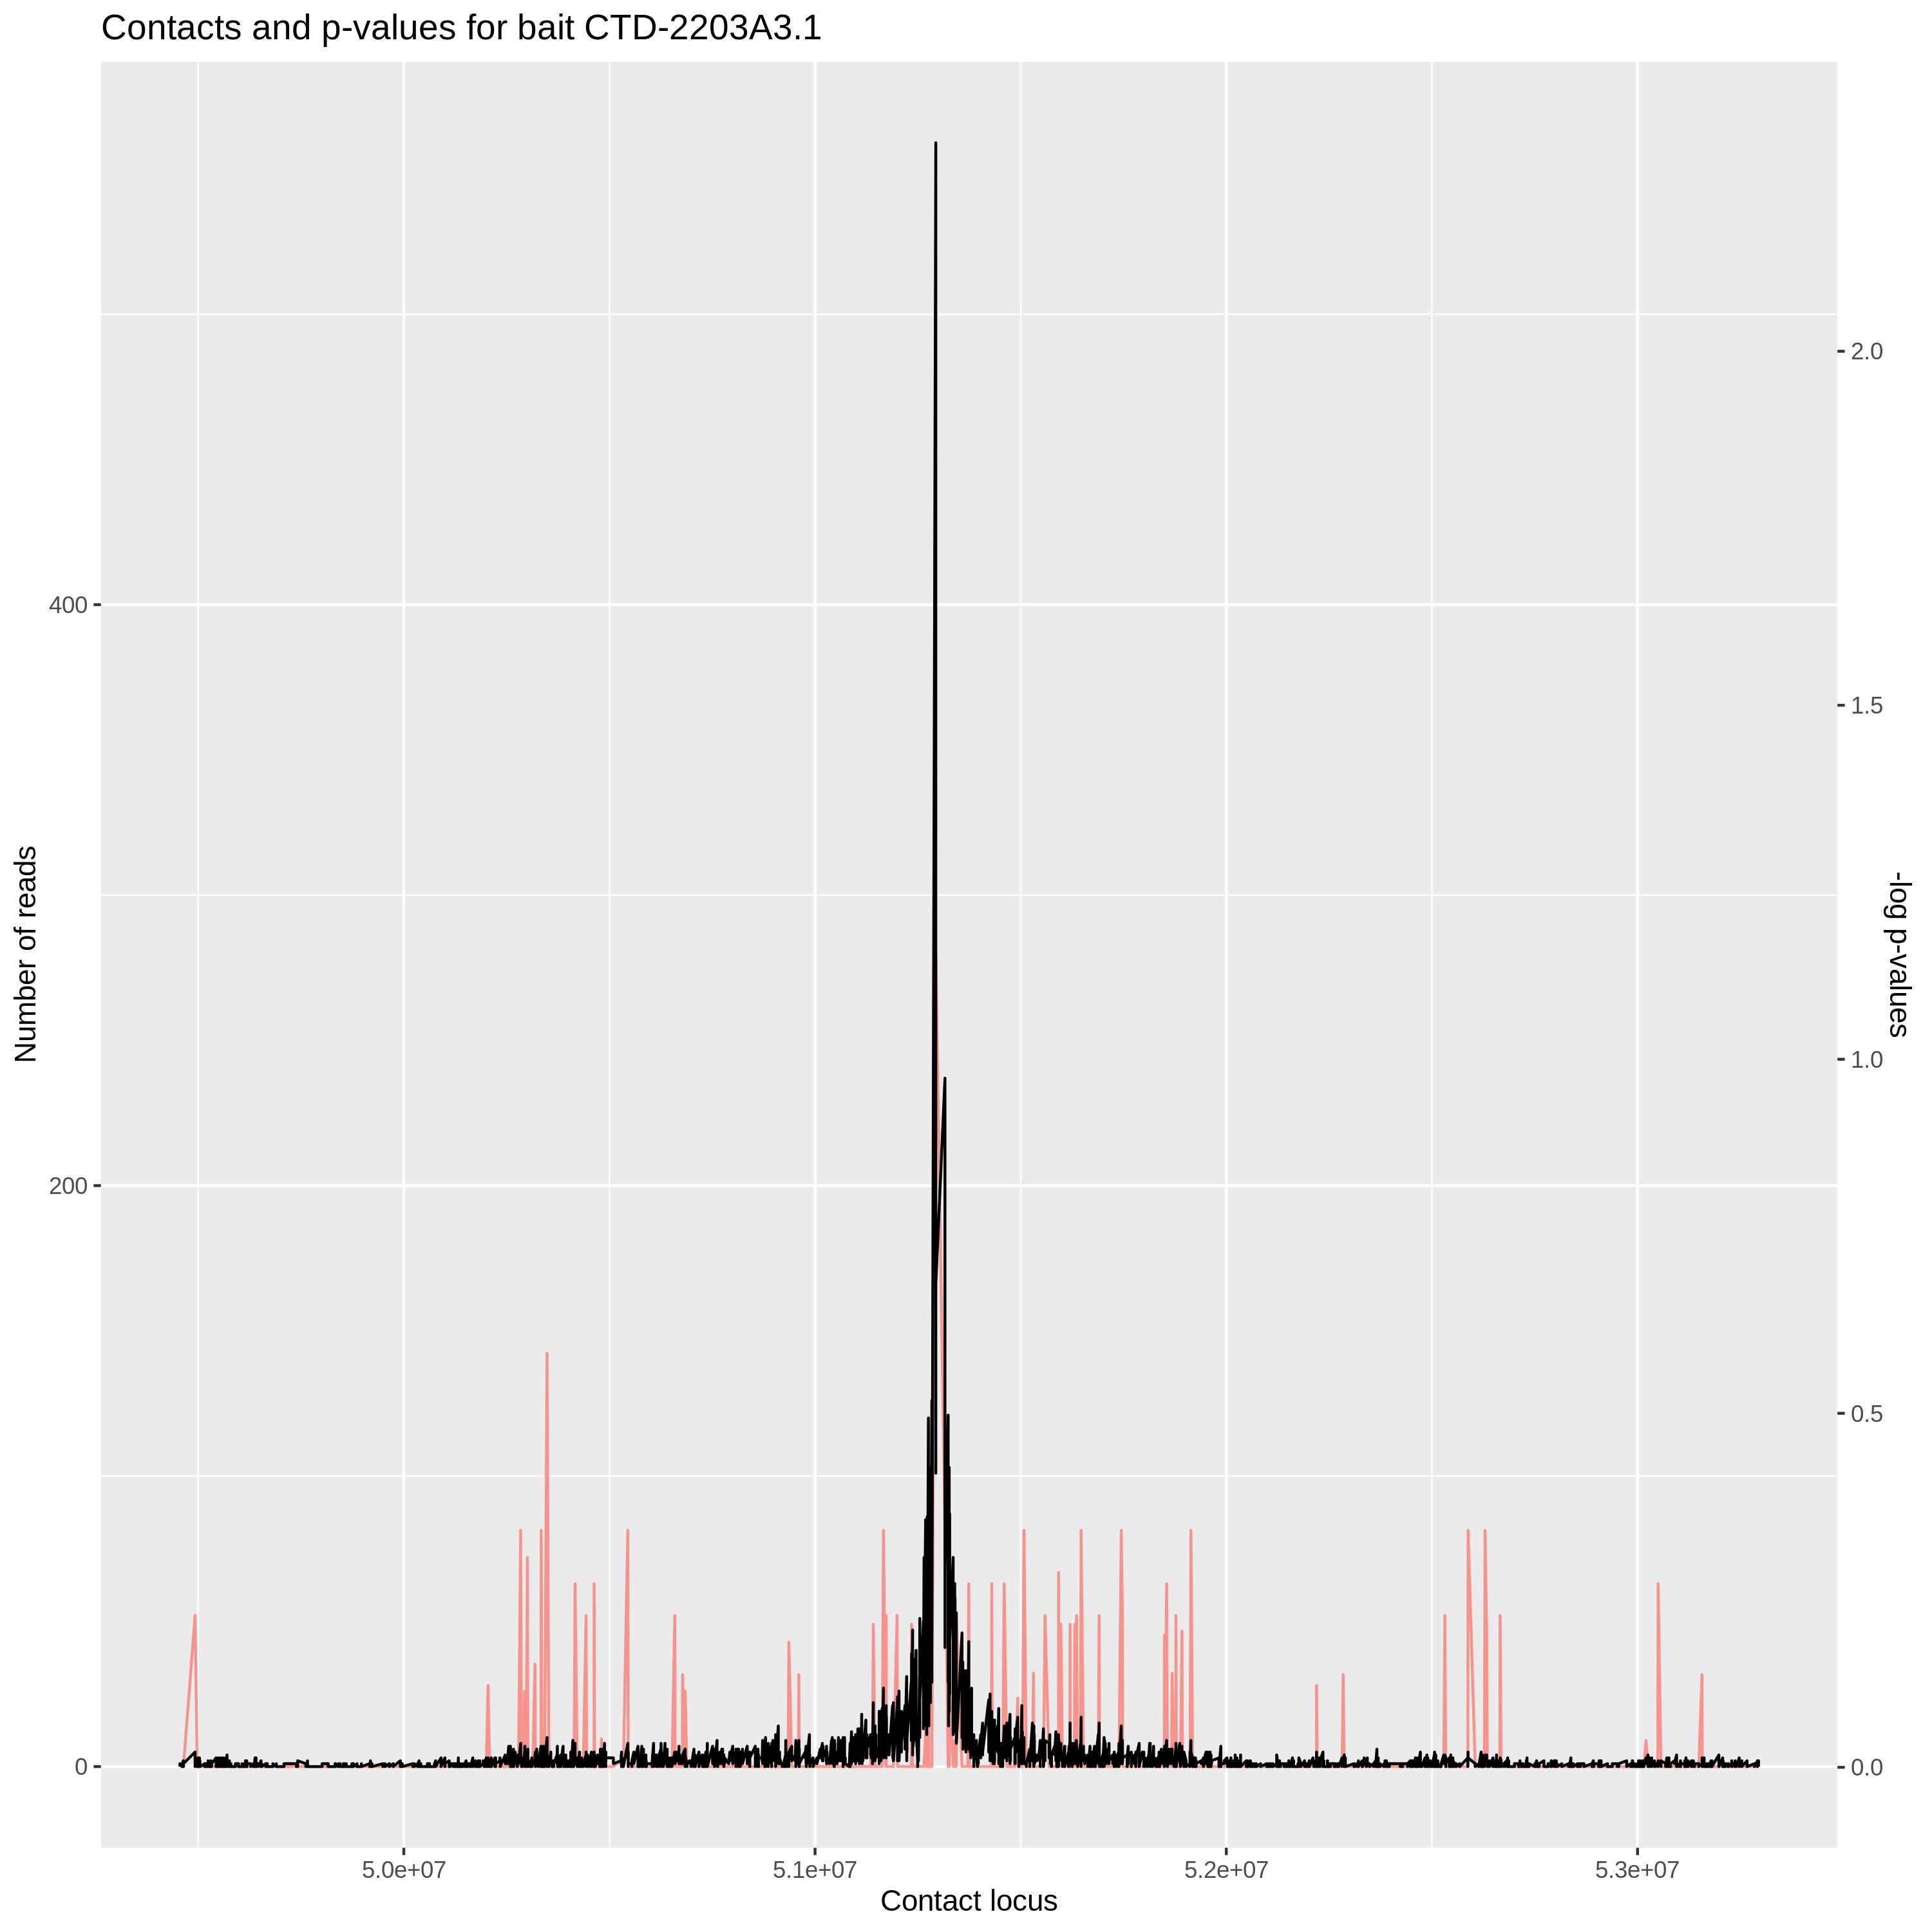 Contacts and p-values for bait CTD-2203A3.1
Number of reads
400
200
0
2.0
1.5
1.0
0.5
0.0
-log p-values
5.0e+07
5.1e+07
5.2e+07
5.3e+07
Contact locus